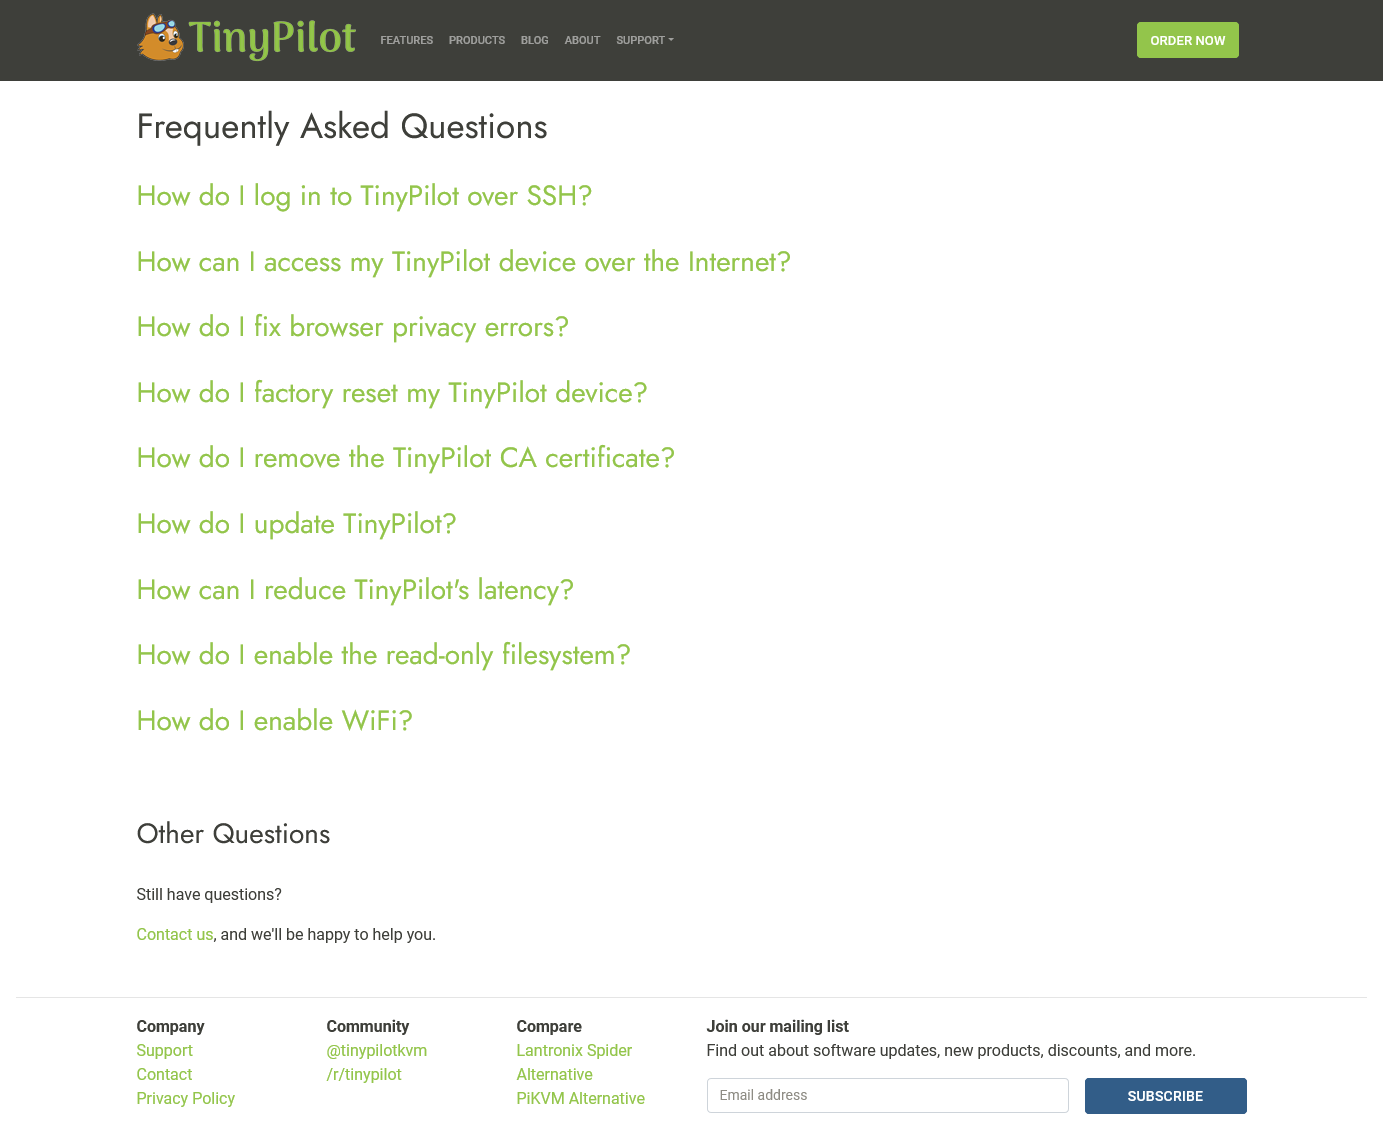 TinyPilot
FEATURES PRODUCTS BLOG ABOUT SUPPORT
ORDER NOW
Frequently Asked Questions
How do I log in to TinyPilot over SSH?
How can I access my TinyPilot device over the Internet?
How do I fix browser privacy errors?
How do I factory reset my TinyPilot device?
How do I remove the TinyPilot CA certificate?
How do I update TinyPilot?
How can I reduce TinyPilot's latency?
How do I enable the read-only filesystem?
How do I enable WiFi?
Other Questions
Still have questions?
Contact us, and we'll be happy to help you.
Company
Support
Contact
Privacy Policy
Community
@tinypilotkvm
/r/tinypilot
Compare
Lantronix Spider
Alternative
PiKVM Alternative
Join our mailing list
Find out about software updates, new products, discounts, and more.
Email address
SUBSCRIBE